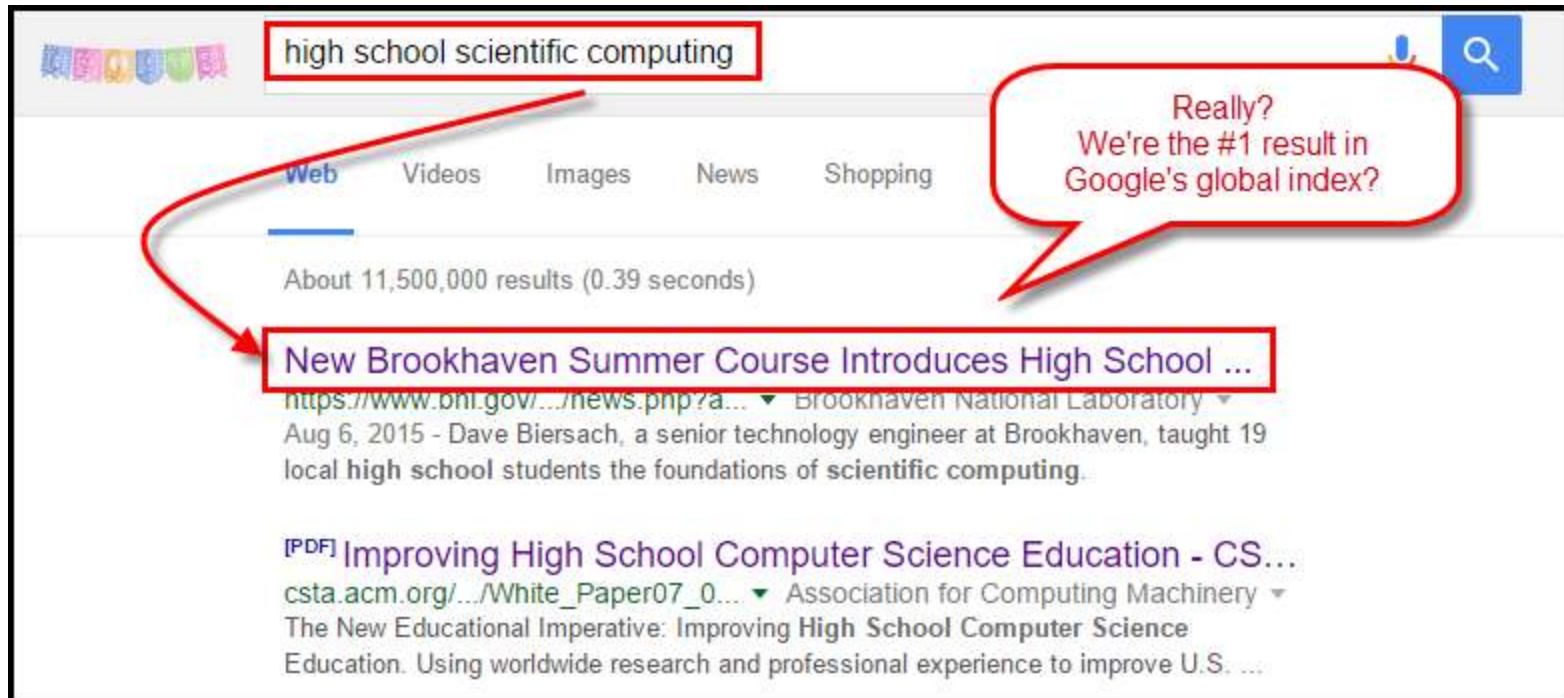 high school scientific computing
Really?
We're the #1 result in
Google's global index?
Web Videos Images News Shopping
About 11,500,000 results (0.39 seconds)
New Brookhaven Summer Course Introduces High School ...
https://www.bnl.gov/.../news.php?a... Brookhaven National Laboratory
Aug 6, 2015 - Dave Biersach, a senior technology engineer at Brookhaven, taught 19
local high school students the foundations of scientific computing.
[PDF] Improving High School Computer Science Education - CS...
csta.acm.org/.../White_Paper07_0... Association for Computing Machinery
The New Educational Imperative: Improving High School Computer Science
Education. Using worldwide research and professional experience to improve U.S. ...